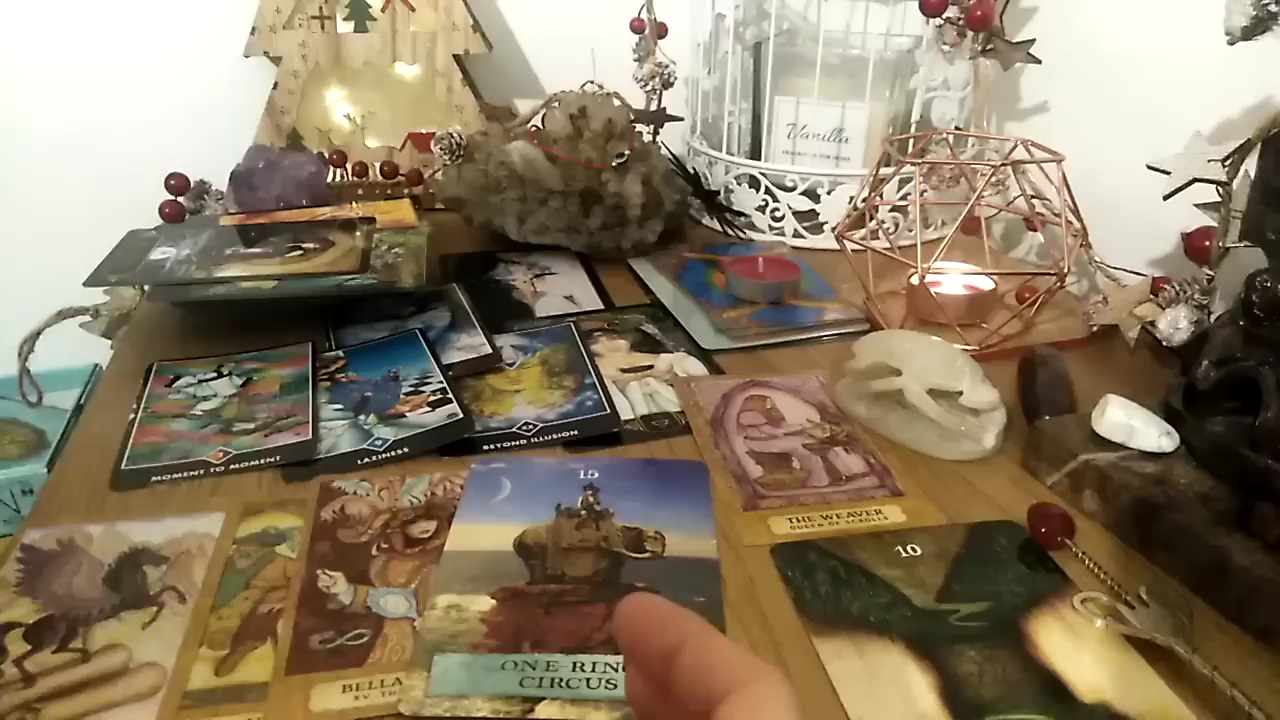 Vanilla
MOMENT TO MOMENT
LAZINESS
BEYOND ILLUSION
THE WEAVER
QUEEN OF SCROLLS
15
ONE-RING
CIRCUS
10
BELLA
XV TH